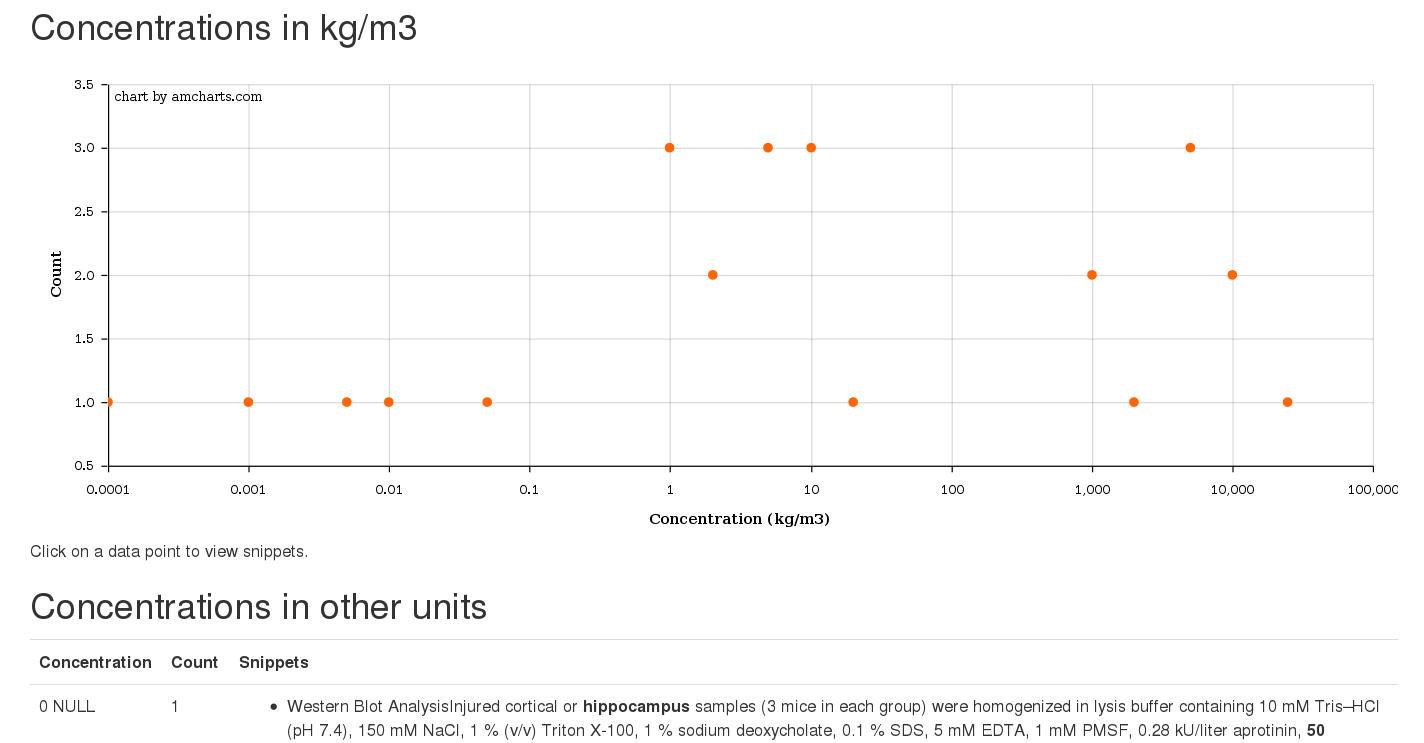 Concentrations in kg/m3
3.5
chart by amcharts.com
3.0
2.5
Count
2.0
1.5
1.0
0.5
0.0001 0.001 0.01 0.1 1 10 100 1,000 10,000 100,000
Concentration (kg/m3)
Click on a data point to view snippets.
Concentrations in other units
Concentration Count Snippets
0 NULL 1 • Western Blot AnalysisInjured cortical or hippocampus samples (3 mice in each group) were homogenized in lysis buffer containing 10 mM Tris–HCl
(pH 7.4), 150 mM NaCl, 1 % (v/v) Triton X-100, 1 % sodium deoxycholate, 0.1 % SDS, 5 mM EDTA, 1 mM PMSF, 0.28 kU/liter aprotinin, 50